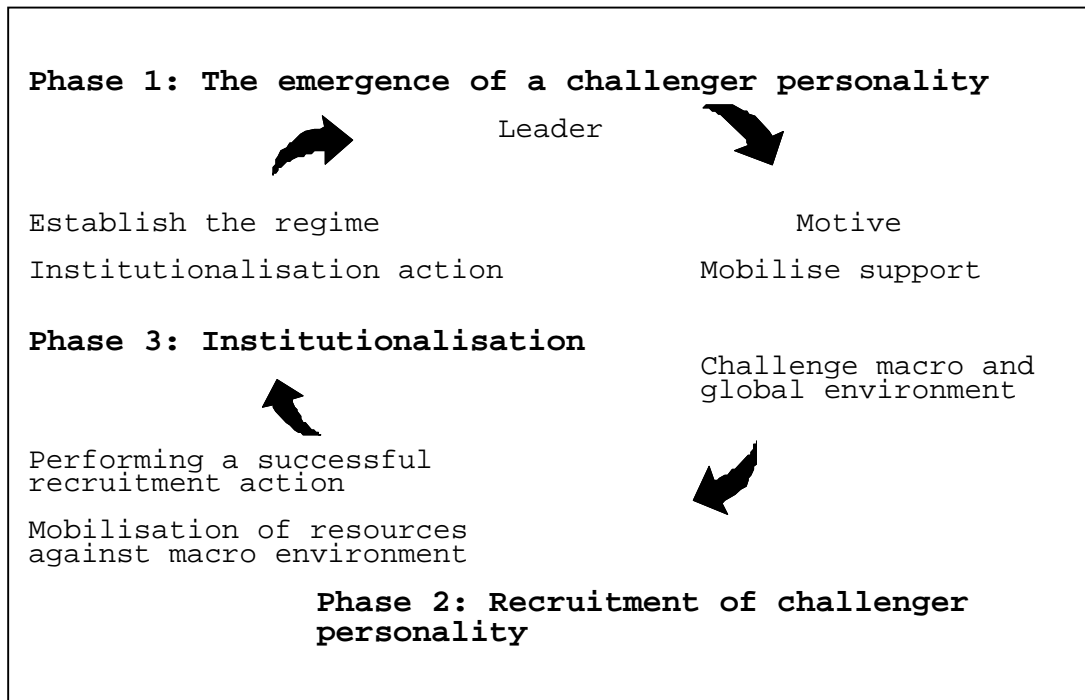 Phase 1: The emergence of a challenger personality
Leader
Establish the regime
Motive
Institutionalisation action
Mobilise support
Phase 3: Institutionalisation
Challenge macro and
global environment
Performing a successful
recruitment action
Mobilisation of resources
against macro environment
Phase 2: Recruitment of challenger
personality